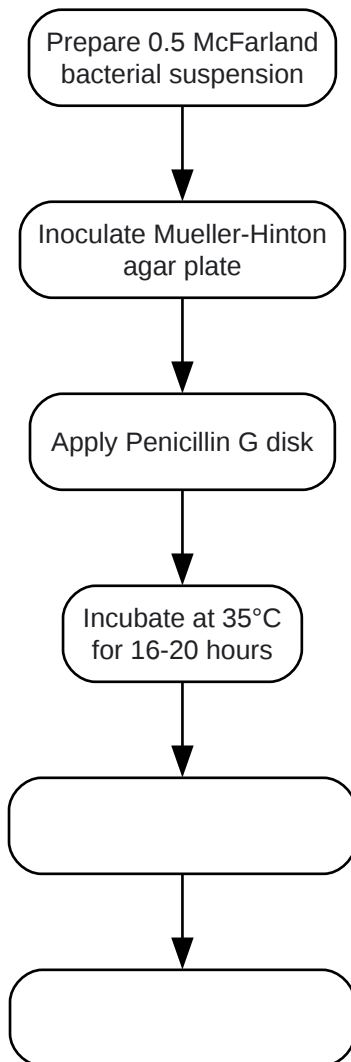 Prepare 0.5 McFarland
bacterial suspension
Inoculate Mueller-Hinton
agar plate
Apply Penicillin G disk
Incubate at 35°C
for 16-20 hours